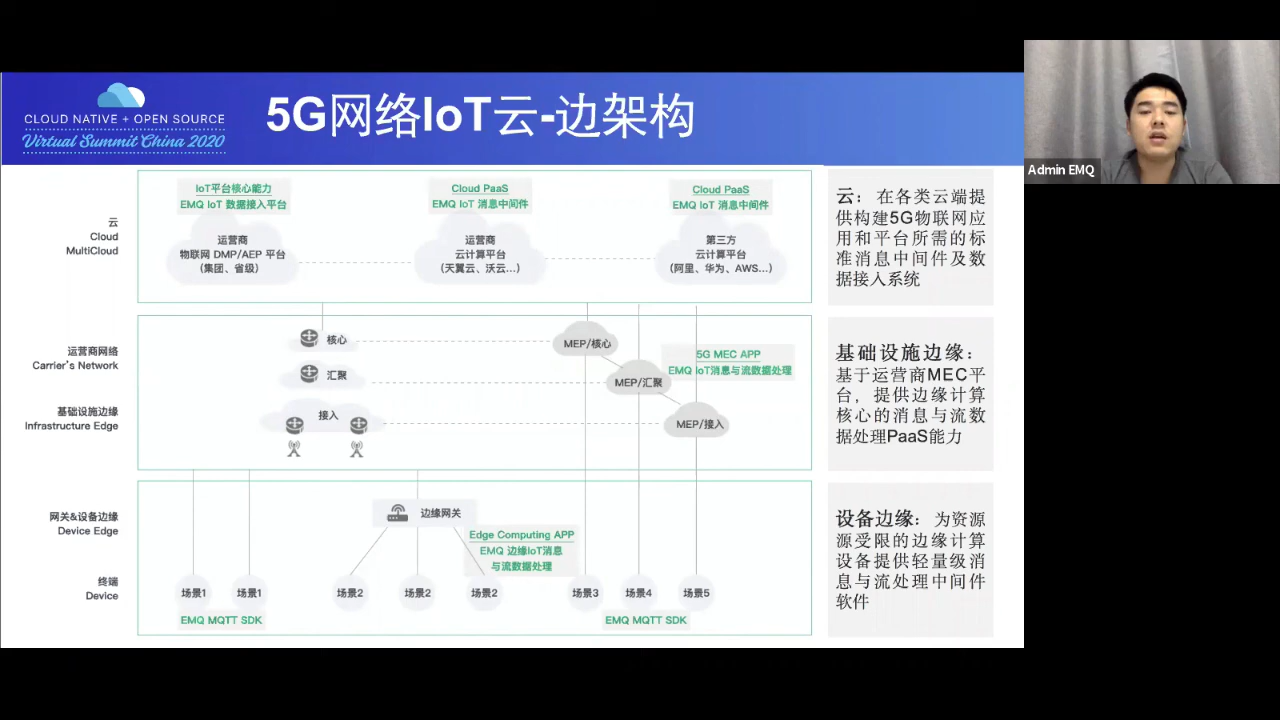 CLOUD NATIVE + OPEN SOURCE
Virtual Summit China 2020
5G网络IoT云-边架构
Admin EMQ
云
Cloud
MultiCloud
IoT平台核心能力
EMQ IoT 数据接入平台
运营商
物联网 DMP/AEP 平台
(集团、省级)
Cloud PaaS
EMQ IoT 消息中间件
运营商
云计算平台
(天翼云、沃云...)
Cloud PaaS
EMQ IoT 消息中间件
第三方
云计算平台
(阿里、华为、AWS...)
云：在各类云端提
供构建5G物联网应
用和平台所需的标
准消息中间件及数
据接入系统
运营商网络
Carrier's Network
基础设施边缘
Infrastructure Edge
核心
汇聚
接入
MEP/核心
MEP/汇聚
MEP/接入
5G MEC APP
EMQ IoT消息与流数据处理
基础设施边缘：
基于运营商MEC平
台，提供边缘计算
核心的消息与流数
据处理PaaS能力
网关&设备边缘
Device Edge
终端
Device
边缘网关
Edge Computing APP
EMQ 边缘IoT消息
与流数据处理
场景1
场景1
场景2
场景2
场景2
场景3
场景4
场景5
EMQ MQTT SDK
EMQ MQTT SDK
设备边缘：为资源
源受限的边缘计算
设备提供轻量级消
息与流处理中间件
软件